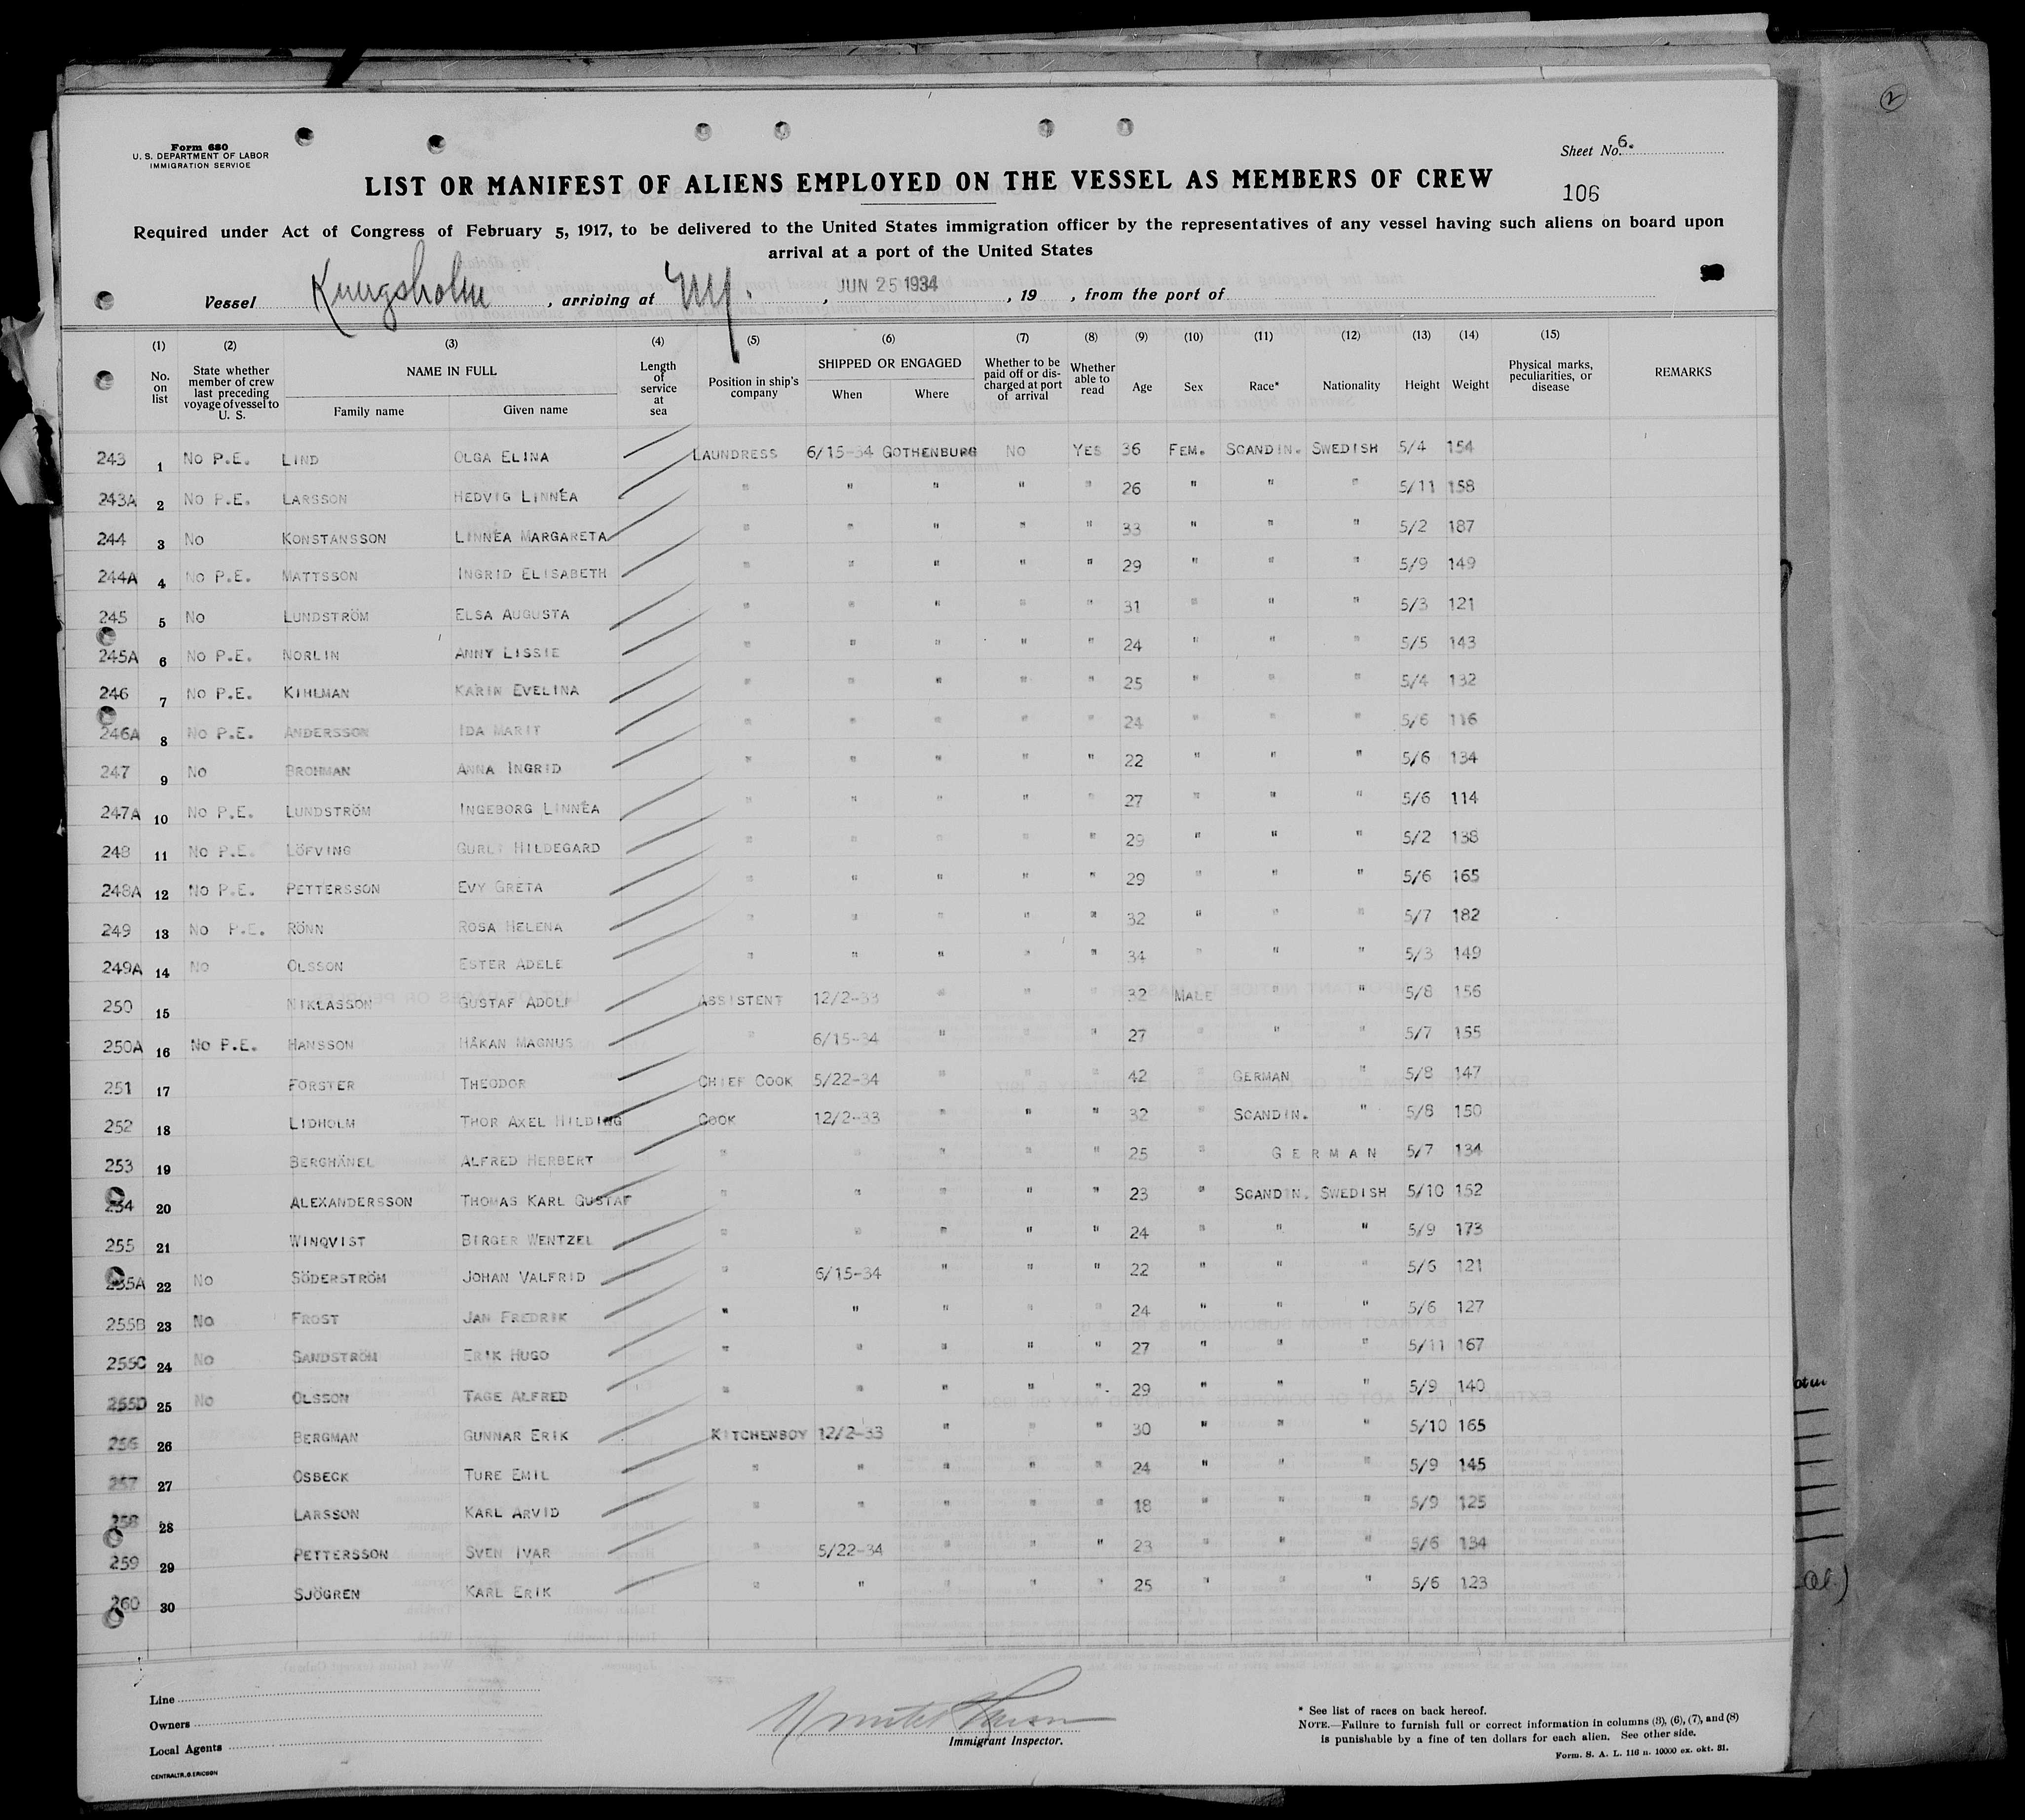 Form 680
U. S. DEPARTMENT OF LABOR
IMMIGRATION SERVICE
Sheet No. 6.
LIST OR MANIFEST OF ALIENS EMPLOYED ON THE VESSEL AS MEMBERS OF CREW
106
Required under Act of Congress of February 5, 1917, to be delivered to the United States immigration officer by the representatives of any vessel having such aliens on board upon
arrival at a port of the United States
Vessel Kungsholm, arriving at NY., JUN 25 1934, 19 , from the port of
(1) (2) (3) (4) (5) (6) (7) (8) (9) (10) (11) (12) (13) (14) (15)
No. on list State whether member of crew last preceding voyage of vessel to U. S. NAME IN FULL Family name Given name Length of service at sea Position in ship's company SHIPPED OR ENGAGED When Where Whether to be paid off or discharged at port of arrival Whether able to read Age Sex Race* Nationality Height Weight Physical marks, peculiarities, or disease REMARKS
243 1 No P.E. LIND OLGA ELINA LAUNDRESS 6/15-34 GOTHENBURG NO YES 36 FEM. SCANDIN. SWEDISH 5/4 154
243A 2 No P.E. LARSSON HEDVIG LINNÉA " " " " " 26 " " " 5/11 158
244 3 No KONSTANSSON LINNÉA MARGARETA " " " " " 33 " " " 5/2 187
244A 4 No P.E. MATTSSON INGRID ELISABETH " " " " " 29 " " " 5/9 149
245 5 No LUNDSTRÖM ELSA AUGUSTA " " " " " 31 " " " 5/3 121
245A 6 No P.E. NORLIN ANNY LISSIE " " " " " 24 " " " 5/5 143
246 7 No P.E. KIHLMAN KARIN EVELINA " " " " " 25 " " " 5/4 132
246A 8 No P.E. ANDERSSON IDA MARIT " " " " " 24 " " " 5/6 116
247 9 No BROHMAN ANNA INGRID " " " " " 22 " " " 5/6 134
247A 10 No P.E. LUNDSTRÖM INGEBORG LINNÉA " " " " " 27 " " " 5/6 114
248 11 No P.E. LÖFVING GURLI HILDEGARD " " " " " 29 " " " 5/2 138
248A 12 No P.E. PETTERSSON EVY GRETA " " " " " 29 " " " 5/6 165
249 13 No P.E. RÖNN ROSA HELENA " " " " " 32 " " " 5/7 182
249A 14 No OLSSON ESTER ADELE " " " " " 34 " " " 5/3 149
250 15 NIKLASSON GUSTAF ADOLF ASSISTENT 12/2-33 " " " 32 MALE " " 5/8 156
250A 16 No P.E. HANSSON HÅKAN MAGNUS " 6/15-34 " " " 27 " " " 5/7 155
251 17 FORSTER THEODOR CHIEF COOK 5/22-34 " " " 42 " GERMAN " 5/8 147
252 18 LIDHOLM THOR AXEL HILDING COOK 12/2-33 " " " 32 " SCANDIN. " 5/8 150
253 19 BERGHÄNEL ALFRED HERBERT " " " " " 25 " GERMAN 5/7 134
254 20 ALEXANDERSSON THOMAS KARL GUSTAF " " " " " 23 " SCANDIN. SWEDISH 5/10 152
255 21 WINQVIST BIRGER WENTZEL " " " " " 24 " " " 5/9 173
255A 22 No SÖDERSTRÖM JOHAN VALFRID " 6/15-34 " " " 22 " " " 5/6 121
255B 23 No FROST JAN FREDRIK " " " " " 24 " " " 5/6 127
255C 24 No SANDSTRÖM ERIK HUGO " " " " " 27 " " " 5/11 167
255D 25 No OLSSON TAGE ALFRED " " " " " 29 " " " 5/9 140
256 26 BERGMAN GUNNAR ERIK KITCHENBOY 12/2-33 " " " 30 " " " 5/10 165
257 27 OSBECK TURE EMIL " " " " " 24 " " " 5/9 145
258 28 LARSSON KARL ARVID " " " " " 18 " " " 5/9 125
259 29 PETTERSSON SVEN IVAR " 5/22-34 " " " 23 " " " 5/6 134
260 30 SJÖGREN KARL ERIK " " " " " 25 " " " 5/6 123
Line
Owners
Local Agents
CENTRALTR. G. ERICSON
Immigrant Inspector.
* See list of races on back hereof.
NOTE.—Failure to furnish full or correct information in columns (3), (6), (7), and (8)
is punishable by a fine of ten dollars for each alien. See other side.
Form. S. A. L. 116 n. 10000 ex. okt. 31.
2